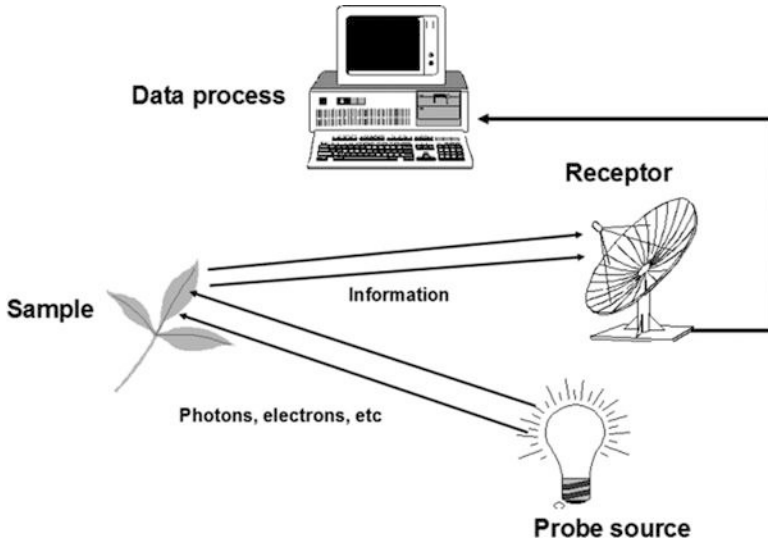 Data process
Receptor
Information
Sample
Photons, electrons, etc
Probe source